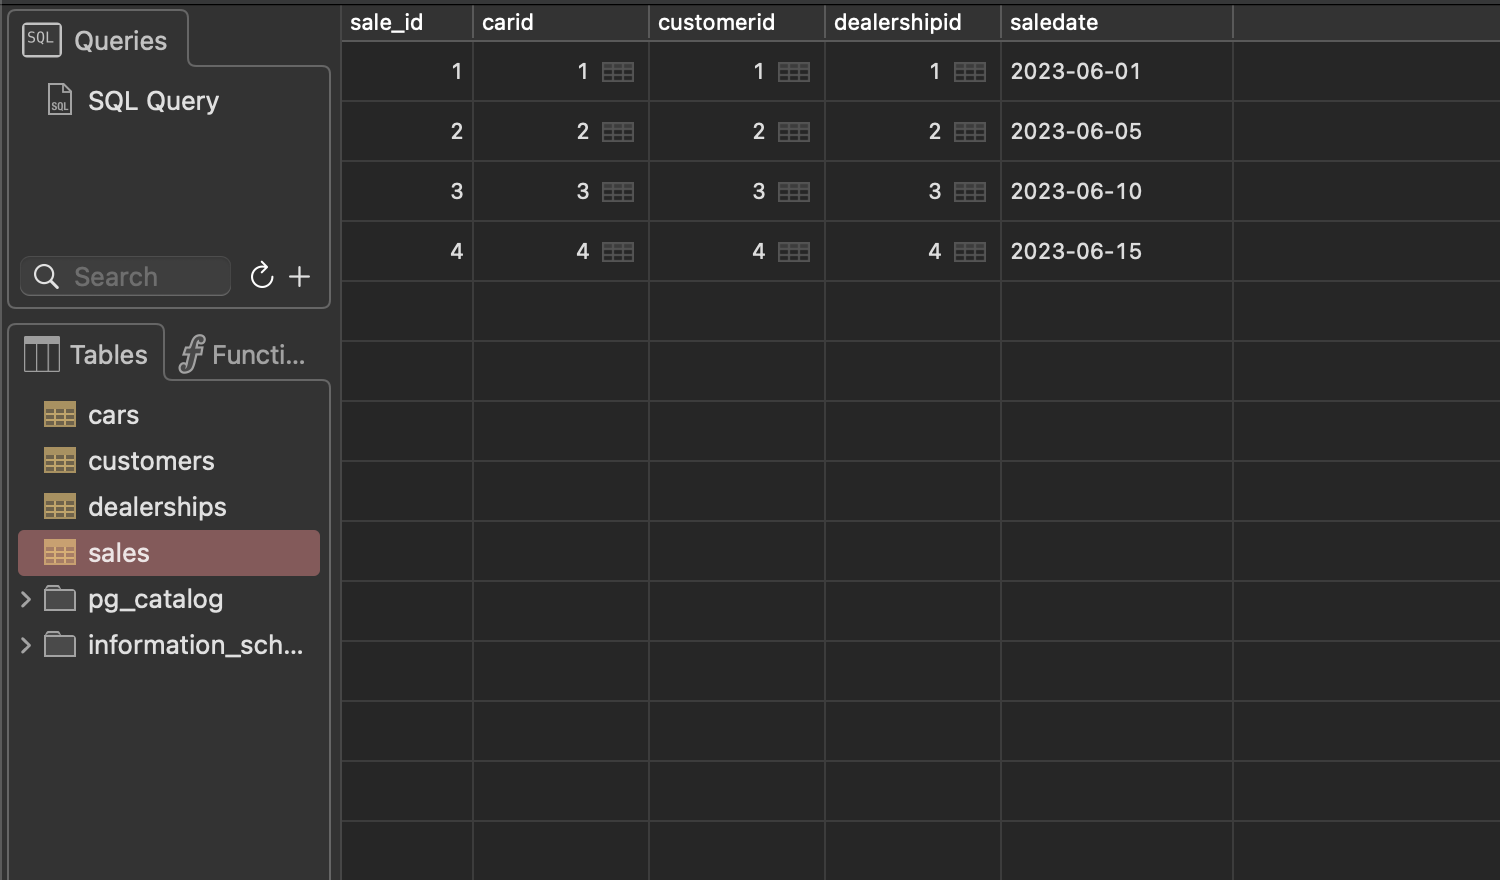 SQL Queries
SQL SQL Query
Search
Tables Functi...
cars
customers
dealerships
sales
pg_catalog
information_sch...
sale_id carid customerid dealershipid saledate
1 1 1 1 2023-06-01
2 2 2 2 2023-06-05
3 3 3 3 2023-06-10
4 4 4 4 2023-06-15